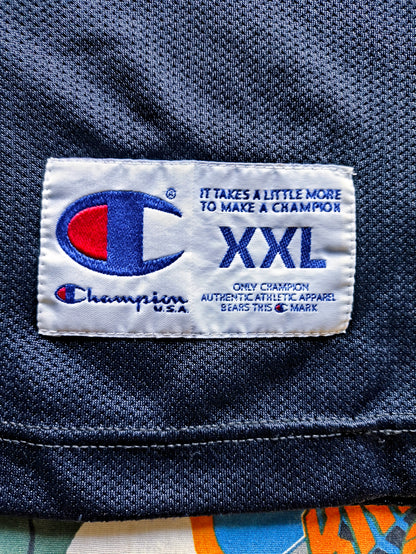 ®
IT TAKES A LITTLE MORE
TO MAKE A CHAMPION
XXL
Champion
U.S.A.
ONLY CHAMPION
AUTHENTIC ATHLETIC APPAREL
BEARS THIS C MARK